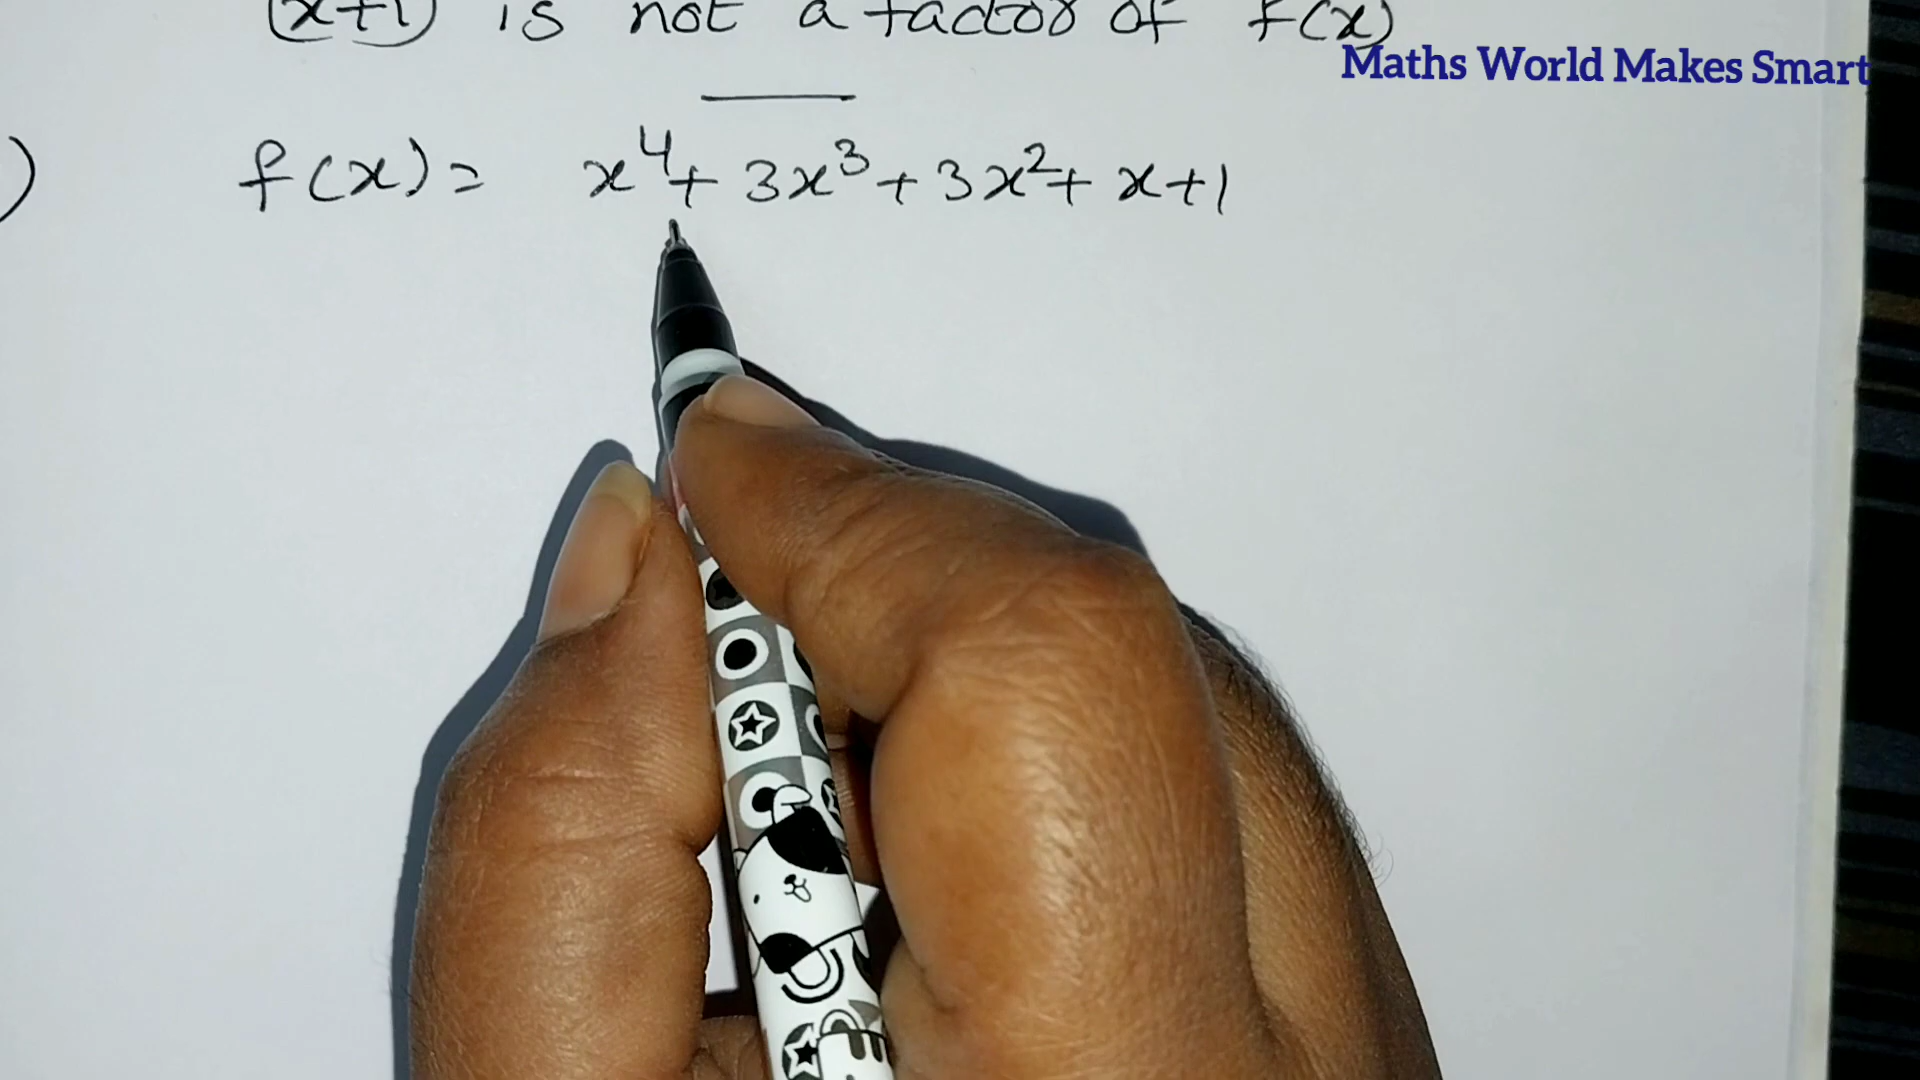 (x+1) is not a factor of f(x)
Maths World Makes Smart
) f(x) = x⁴ + 3x³ + 3x² + x + 1